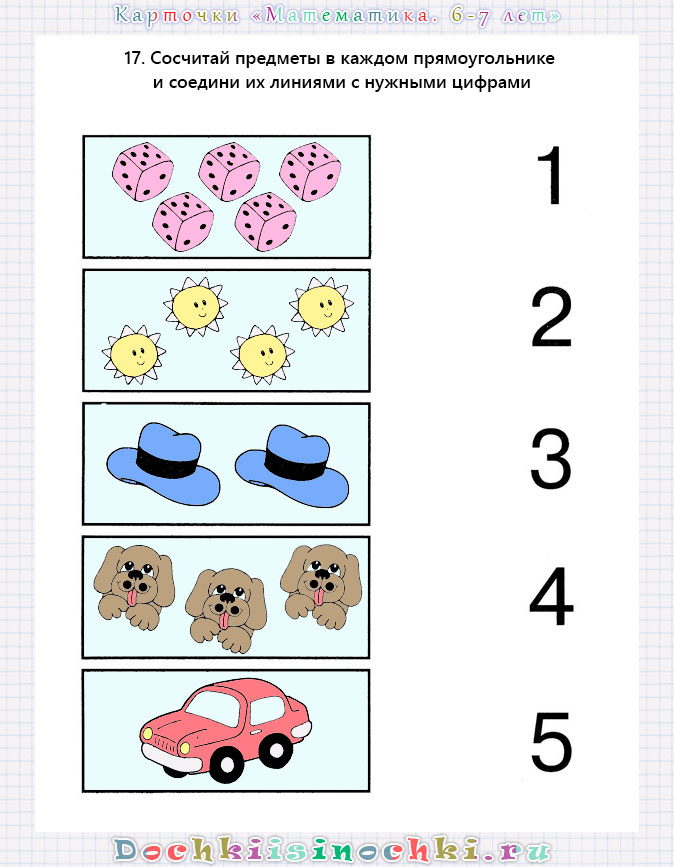 Карточки «Математика. 6-7 лет»
17. Сосчитай предметы в каждом прямоугольнике
и соедини их линиями с нужными цифрами
1
2
3
4
5
Dochkiisinochki.ru